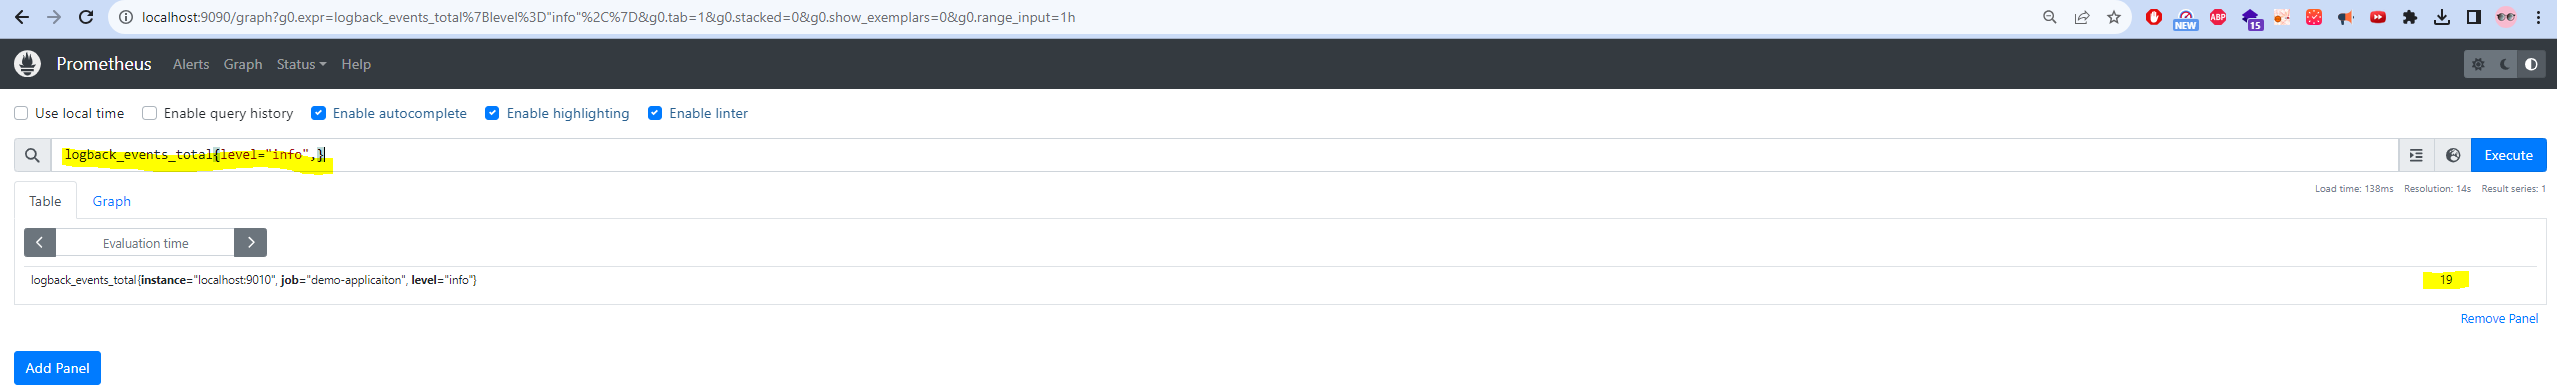 localhost:9090/graph?g0.expr=logback_events_total%7Blevel%3D"info"%2C%7D&g0.tab=1&g0.stacked=0&g0.show_exemplars=0&g0.range_input=1h
NEW ABP 15
Prometheus Alerts Graph Status Help
Use local time Enable query history Enable autocomplete Enable highlighting Enable linter
logback_events_total{level="info",} Execute
Load time: 138ms Resolution: 14s Result series: 1
Table Graph
Evaluation time
logback_events_total{instance="localhost:9010", job="demo-applicaiton", level="info"} 19
Remove Panel
Add Panel